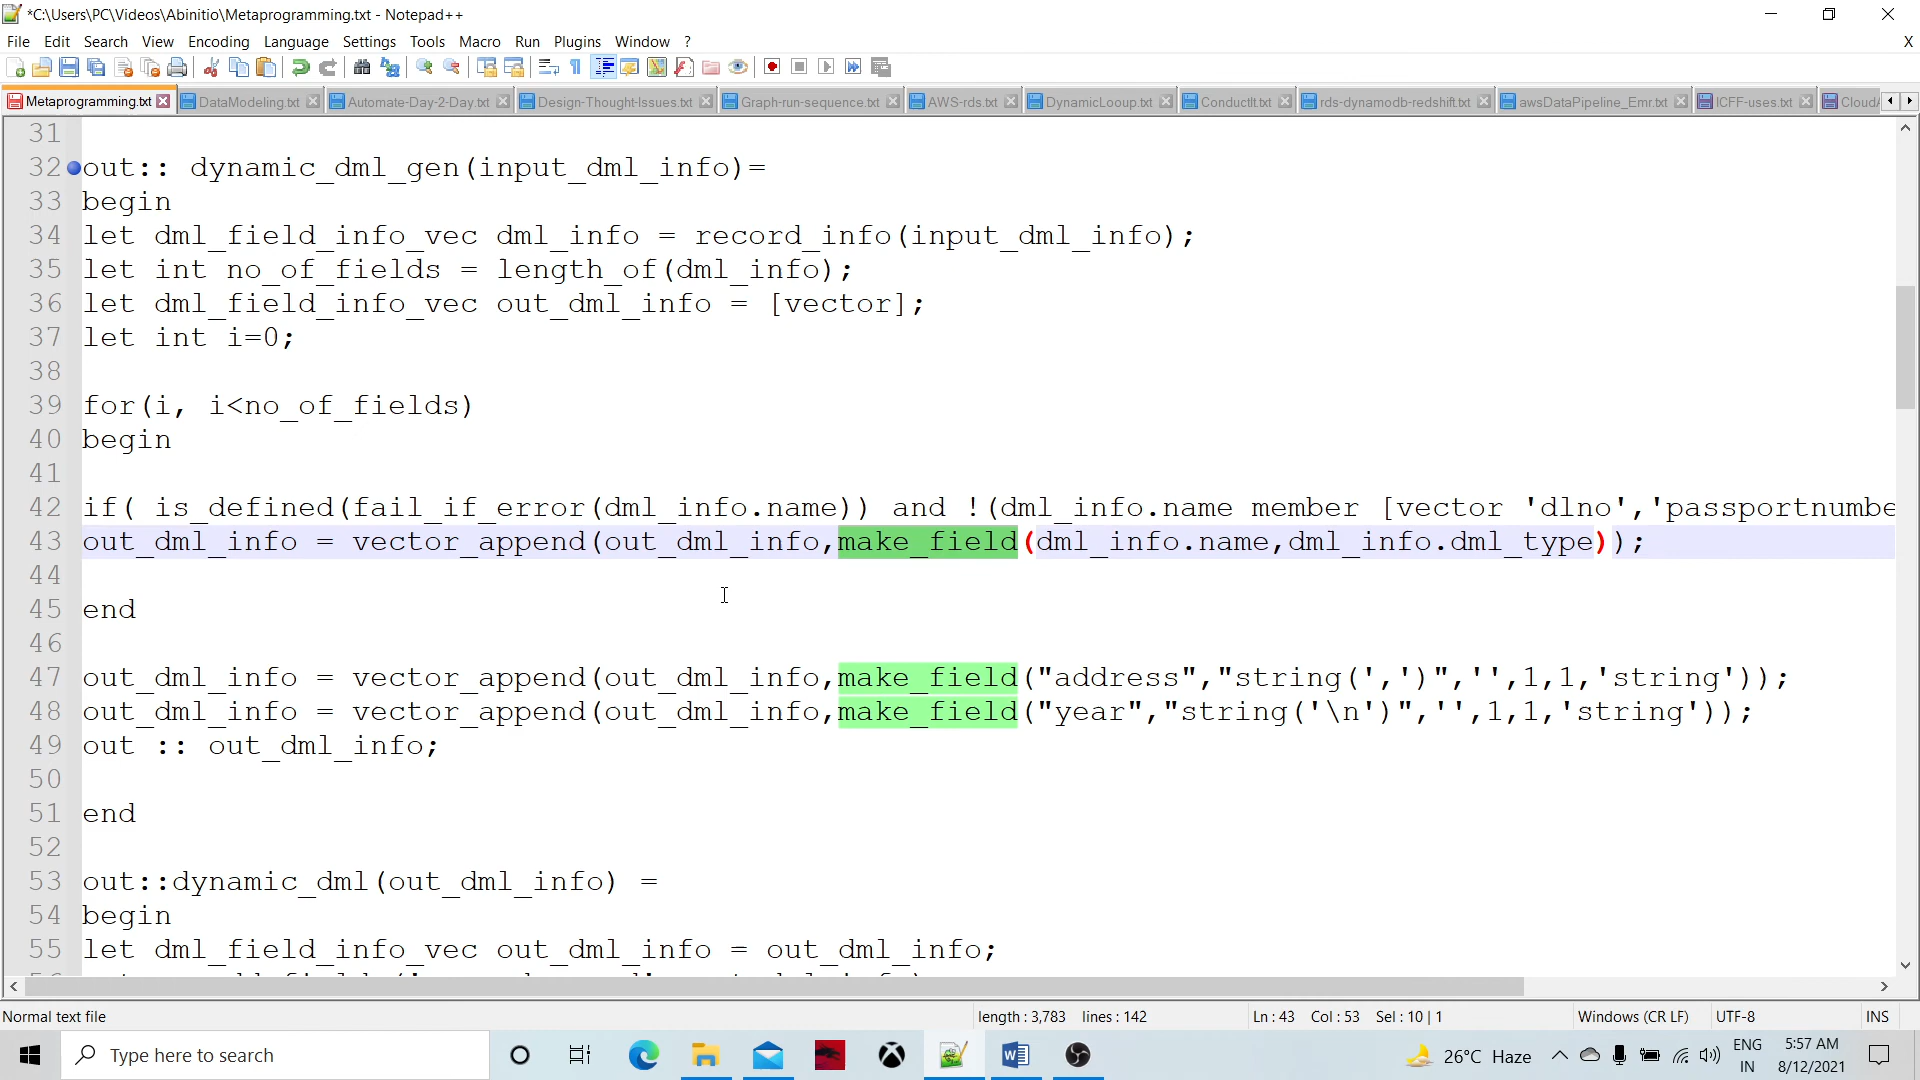 *C:\Users\PC\Videos\Abinitio\Metaprogramming.txt - Notepad++
File Edit Search View Encoding Language Settings Tools Macro Run Plugins Window ? X
Metaprogramming.txt DataModeling.txt Automate-Day-2-Day.txt Design-Thought-Issues.txt Graph-run-sequence.txt AWS-rds.txt DynamicLooup.txt ConductIt.txt rds-dynamodb-redshift.txt awsDataPipeline_Emr.txt ICFF-uses.txt
31
32 out:: dynamic_dml_gen(input_dml_info)=
33 begin
34 let dml_field_info_vec dml_info = record_info(input_dml_info);
35 let int no_of_fields = length_of(dml_info);
36 let dml_field_info_vec out_dml_info = [vector];
37 let int i=0;
38
39 for(i, i<no_of_fields)
40 begin
41
42 if( is_defined(fail_if_error(dml_info.name)) and !(dml_info.name member [vector 'dlno','passportnumbe
43 out_dml_info = vector_append(out_dml_info,make_field(dml_info.name,dml_info.dml_type));
44
45 end
46
47 out_dml_info = vector_append(out_dml_info,make_field("address","string(',')",'',1,1,'string'));
48 out_dml_info = vector_append(out_dml_info,make_field("year","string('\n')",'',1,1,'string'));
49 out :: out_dml_info;
50
51 end
52
53 out::dynamic_dml(out_dml_info) =
54 begin
55 let dml_field_info_vec out_dml_info = out_dml_info;
Normal text file length : 3,783 lines : 142 Ln : 43 Col : 53 Sel : 10 | 1 Windows (CR LF) UTF-8 INS
Type here to search 26°C Haze ENG IN 5:57 AM 8/12/2021